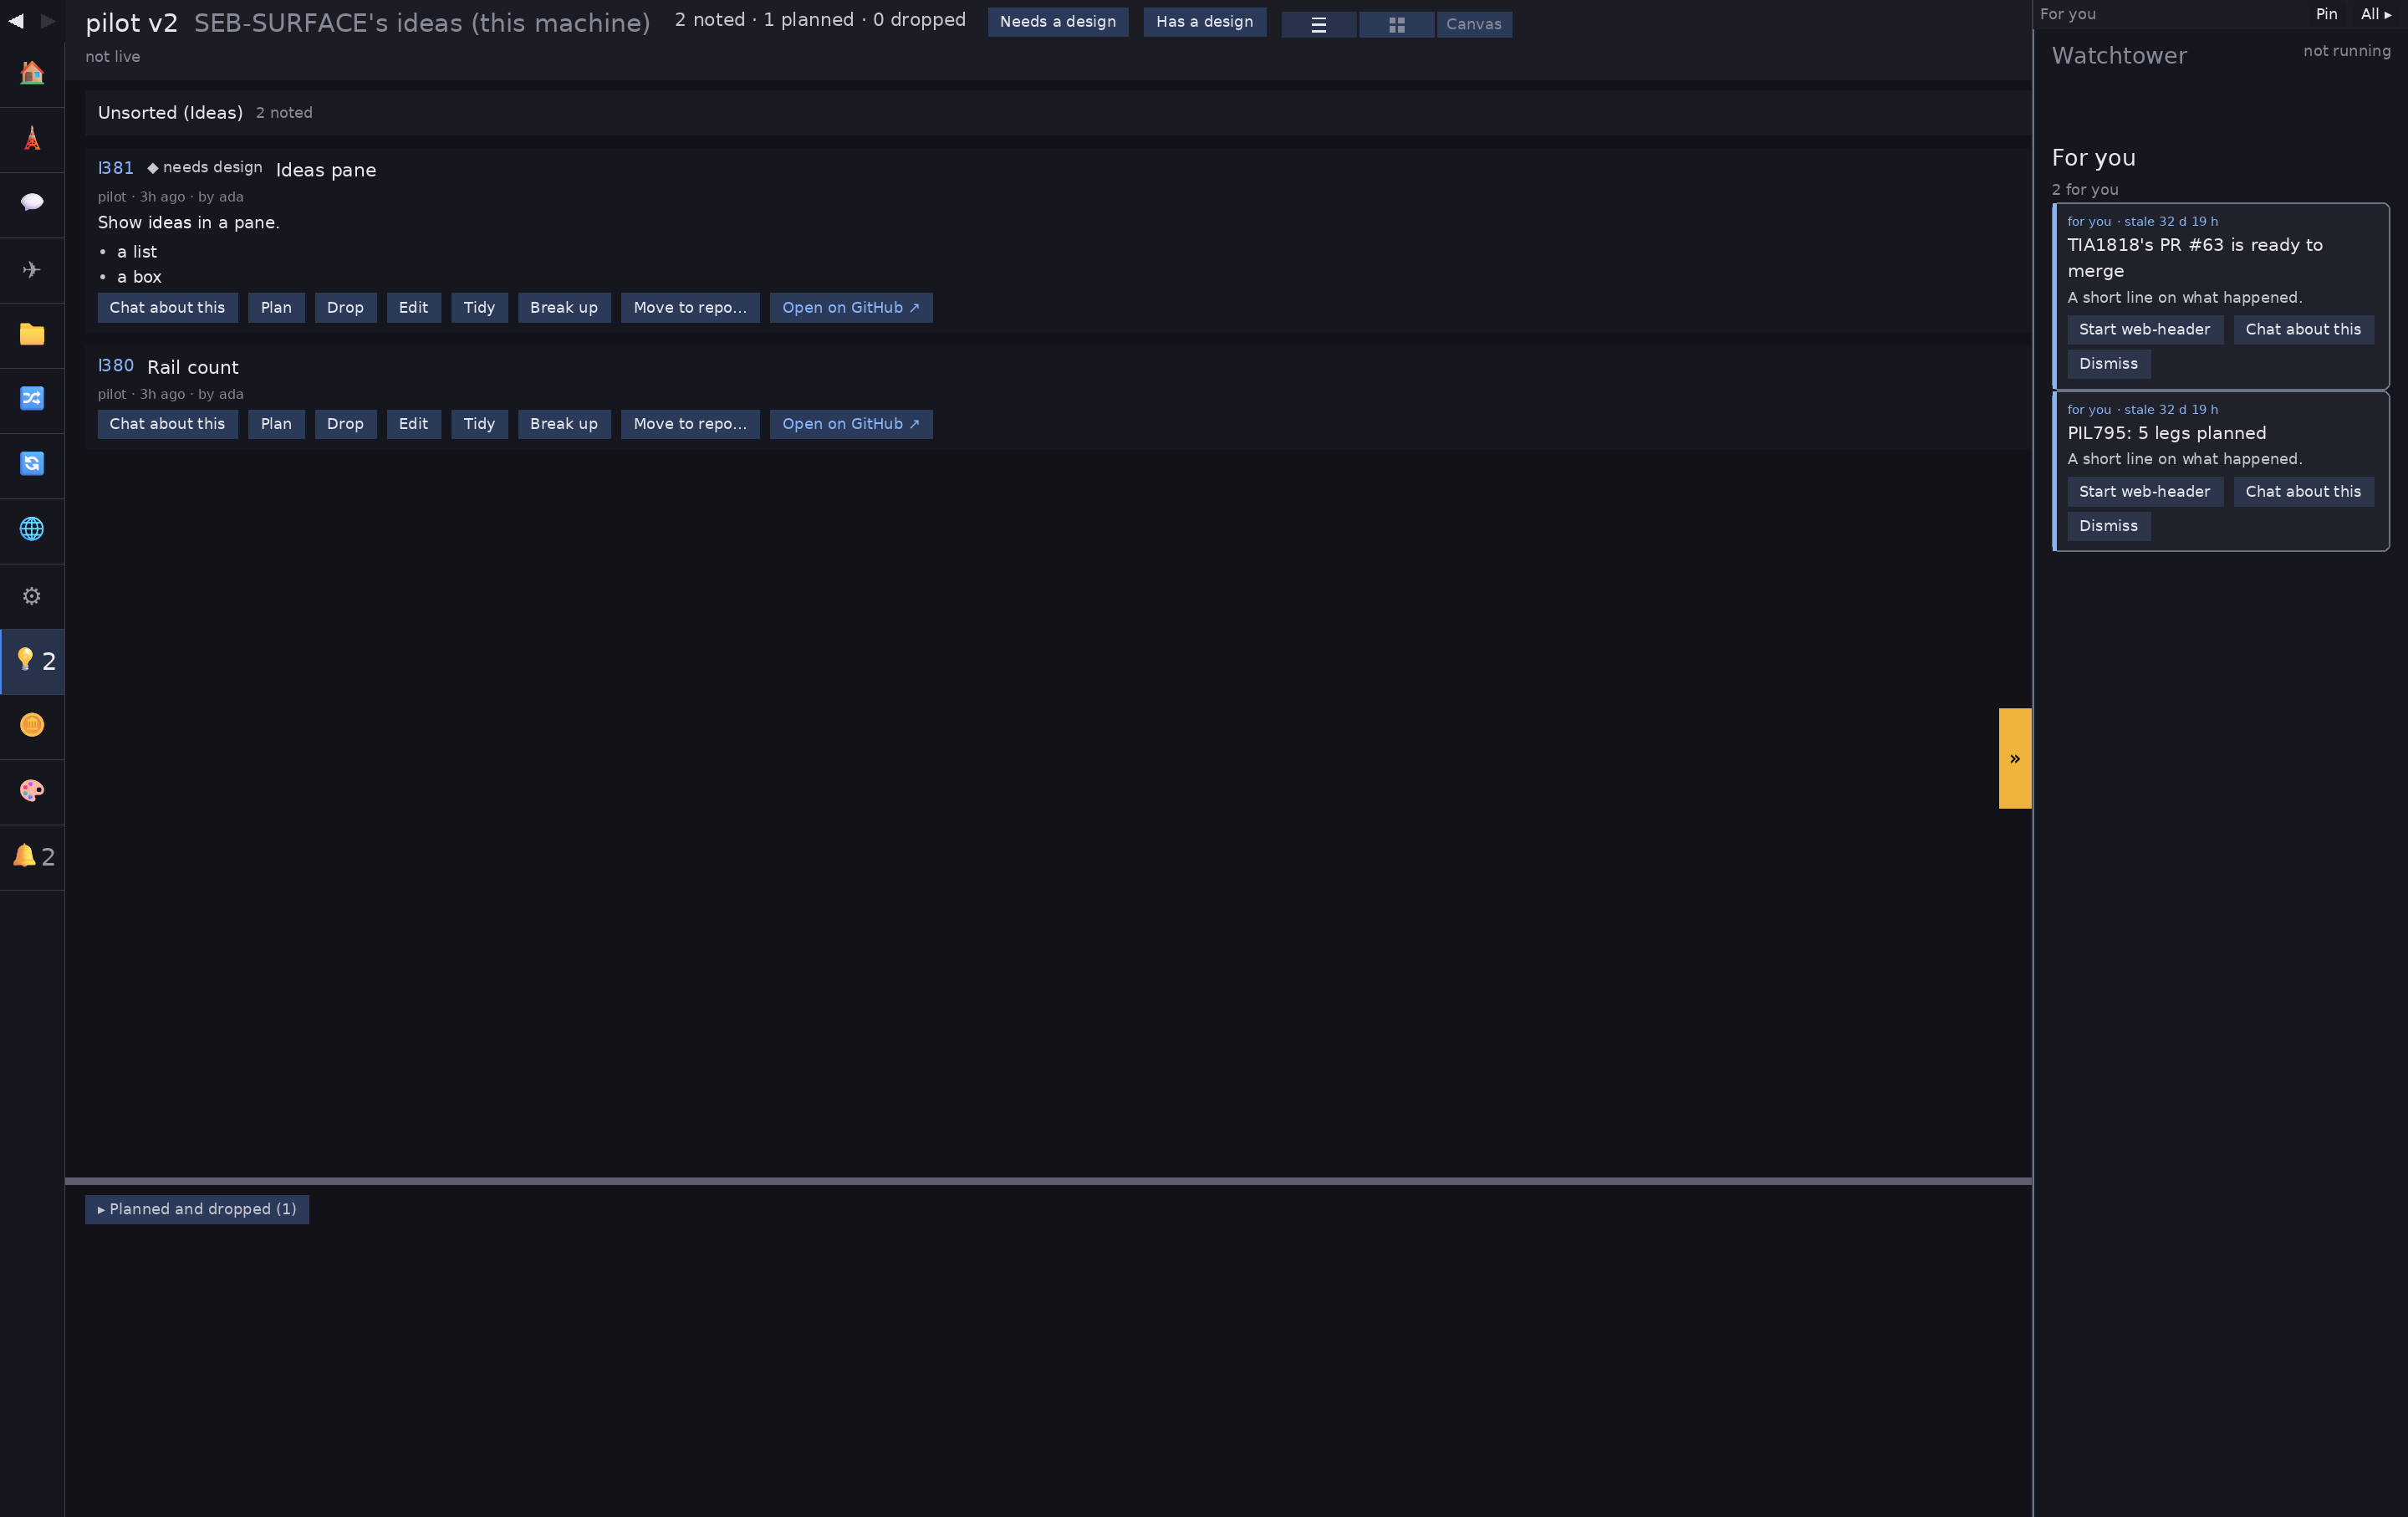 ◀ ▶
pilot v2 SEB-SURFACE's ideas (this machine) 2 noted · 1 planned · 0 dropped Needs a design Has a design Canvas
not live
Unsorted (Ideas) 2 noted
I381 ◆ needs design Ideas pane
pilot · 3h ago · by ada
Show ideas in a pane.
• a list
• a box
Chat about this Plan Drop Edit Tidy Break up Move to repo... Open on GitHub ↗
I380 Rail count
pilot · 3h ago · by ada
Chat about this Plan Drop Edit Tidy Break up Move to repo... Open on GitHub ↗
2
2
»
▸ Planned and dropped (1)
For you Pin All ▸
Watchtower not running
For you
2 for you
for you · stale 32 d 19 h
TIA1818's PR #63 is ready to
merge
A short line on what happened.
Start web-header Chat about this
Dismiss
for you · stale 32 d 19 h
PIL795: 5 legs planned
A short line on what happened.
Start web-header Chat about this
Dismiss